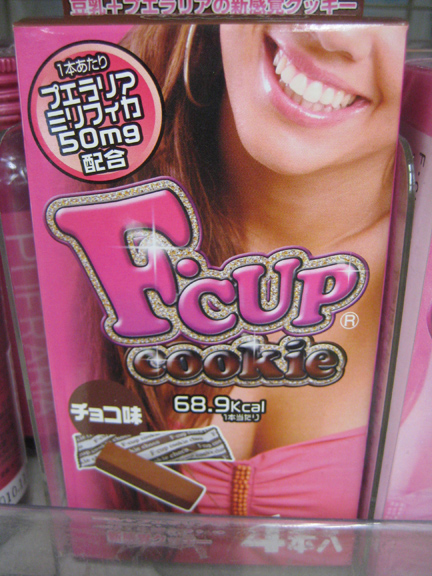 豆乳+プエラリアの新感覚クッキー
1本あたり
プエラリア
ミリフィカ
50mg
配合
F・CUP®
cookie
68.9Kcal
1本当たり
チョコ味